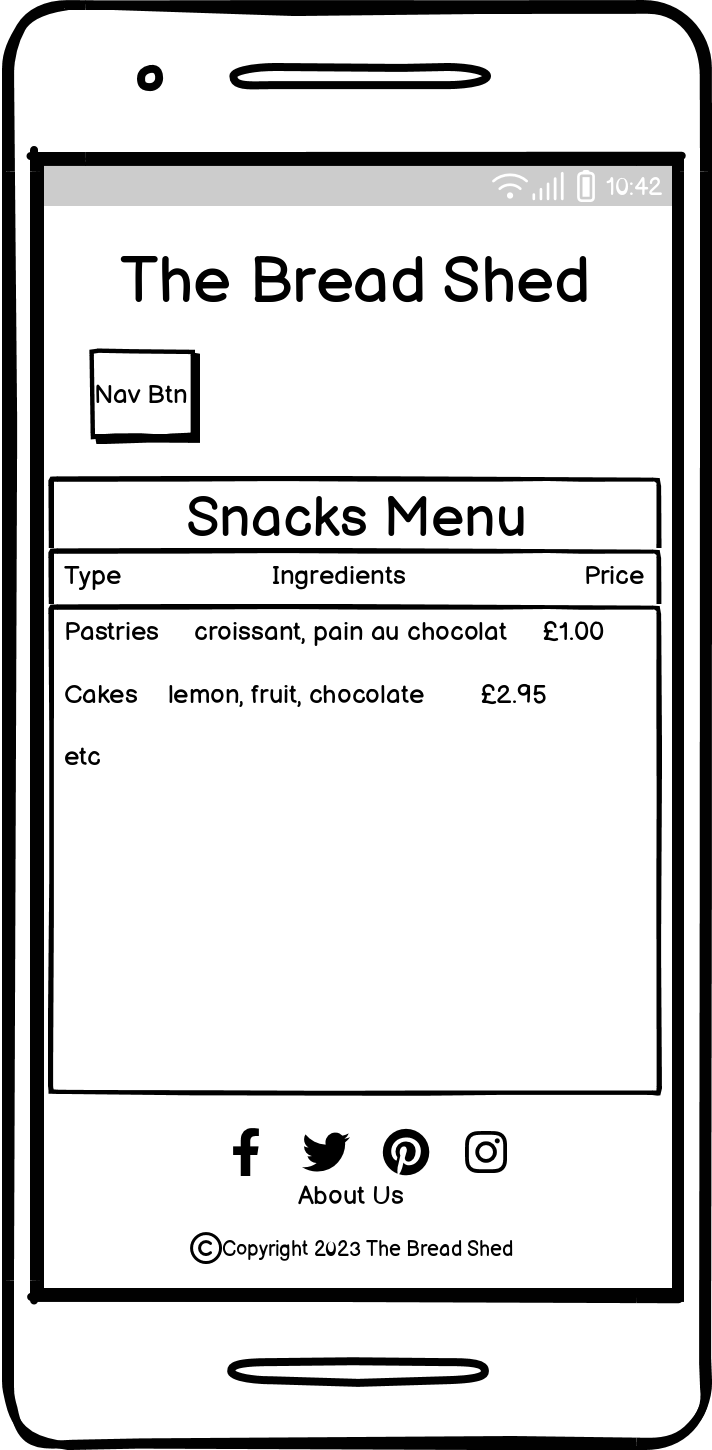 10:42
The Bread Shed
Nav Btn
Snacks Menu
Type Ingredients Price
Pastries croissant, pain au chocolat £1.00
Cakes lemon, fruit, chocolate £2.95
etc
About Us
©Copyright 2023 The Bread Shed